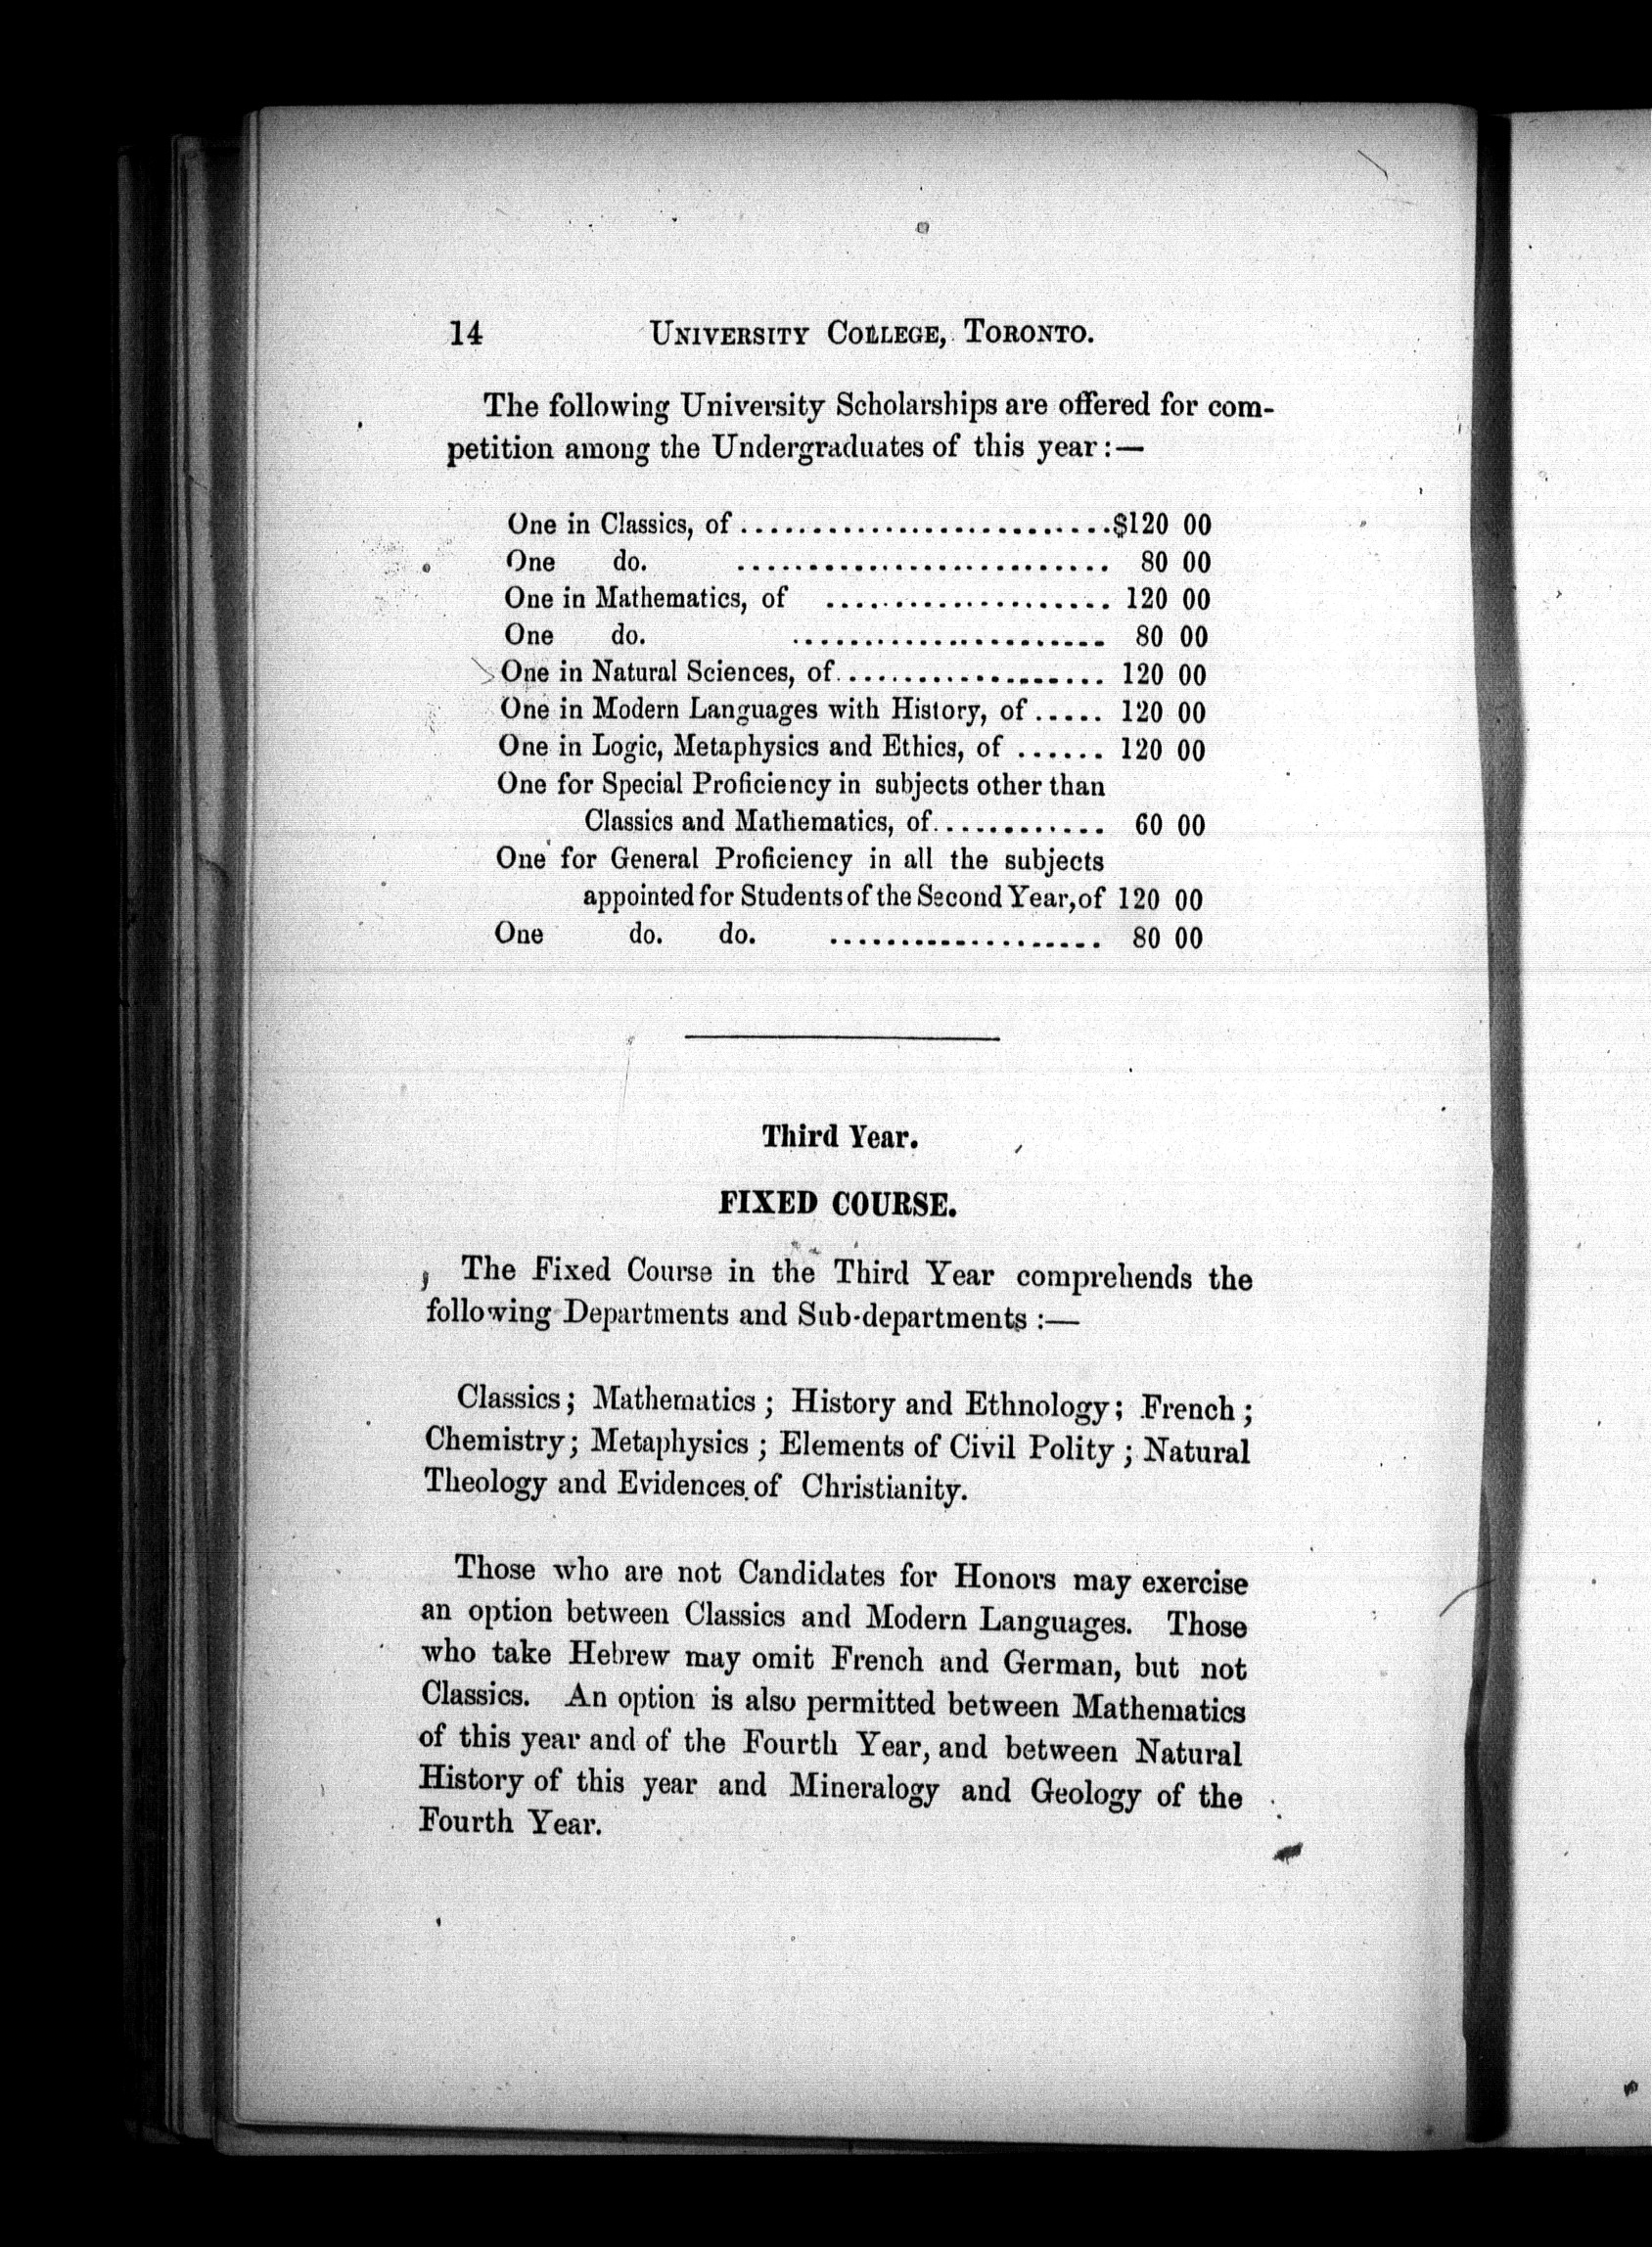 14 UNIVERSITY COLLEGE, TORONTO.
The following University Scholarships are offered for com-
petition among the Undergraduates of this year:—
One in Classics, of ..........................$120 00
One do. .......................... 80 00
One in Mathematics, of .................... 120 00
One do. ...................... 80 00
One in Natural Sciences, of................... 120 00
One in Modern Languages with History, of ..... 120 00
One in Logic, Metaphysics and Ethics, of ...... 120 00
One for Special Proficiency in subjects other than
Classics and Mathematics, of............ 60 00
One for General Proficiency in all the subjects
appointed for Students of the Second Year, of 120 00
One do. do. ................... 80 00
Third Year.
FIXED COURSE.
The Fixed Course in the Third Year comprehends the
following Departments and Sub-departments :—
Classics; Mathematics; History and Ethnology; French;
Chemistry; Metaphysics; Elements of Civil Polity; Natural
Theology and Evidences of Christianity.
Those who are not Candidates for Honors may exercise
an option between Classics and Modern Languages. Those
who take Hebrew may omit French and German, but not
Classics. An option is also permitted between Mathematics
of this year and of the Fourth Year, and between Natural
History of this year and Mineralogy and Geology of the
Fourth Year.